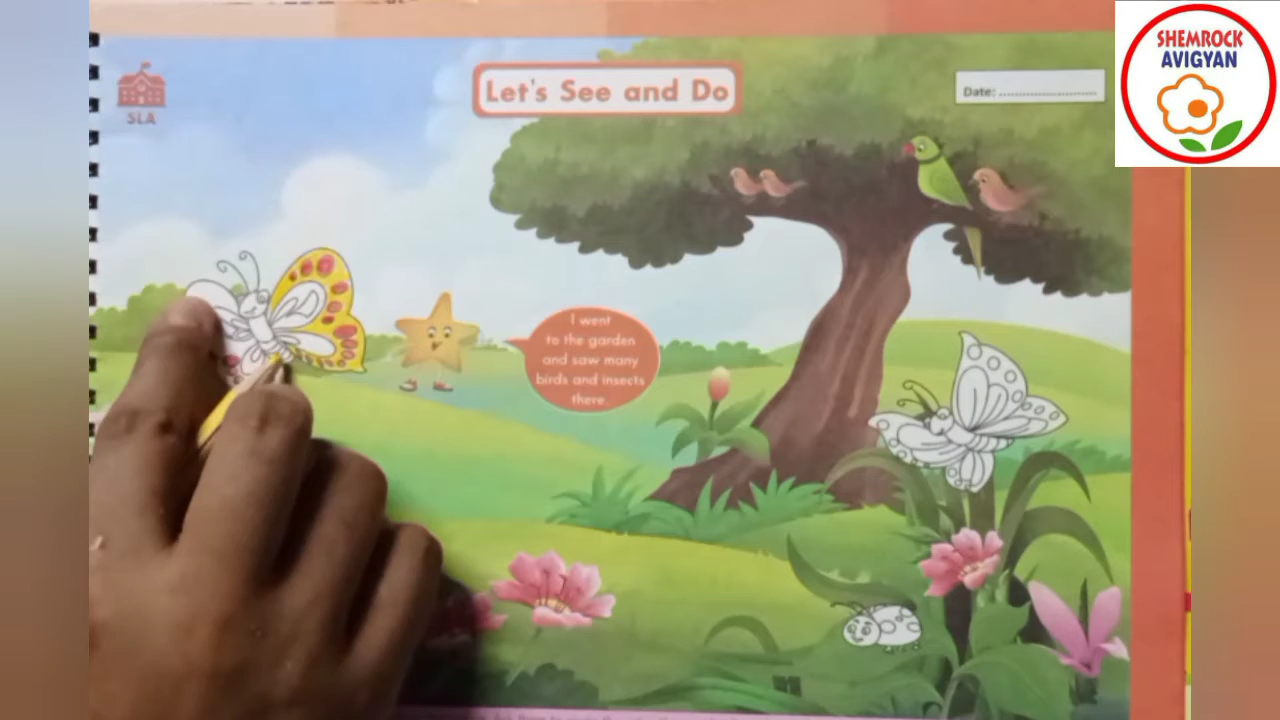 SHEMROCK
AVIGYAN
SLA
Let's See and Do
Date: ........................
I went
to the garden
and saw many
birds and insects
there.